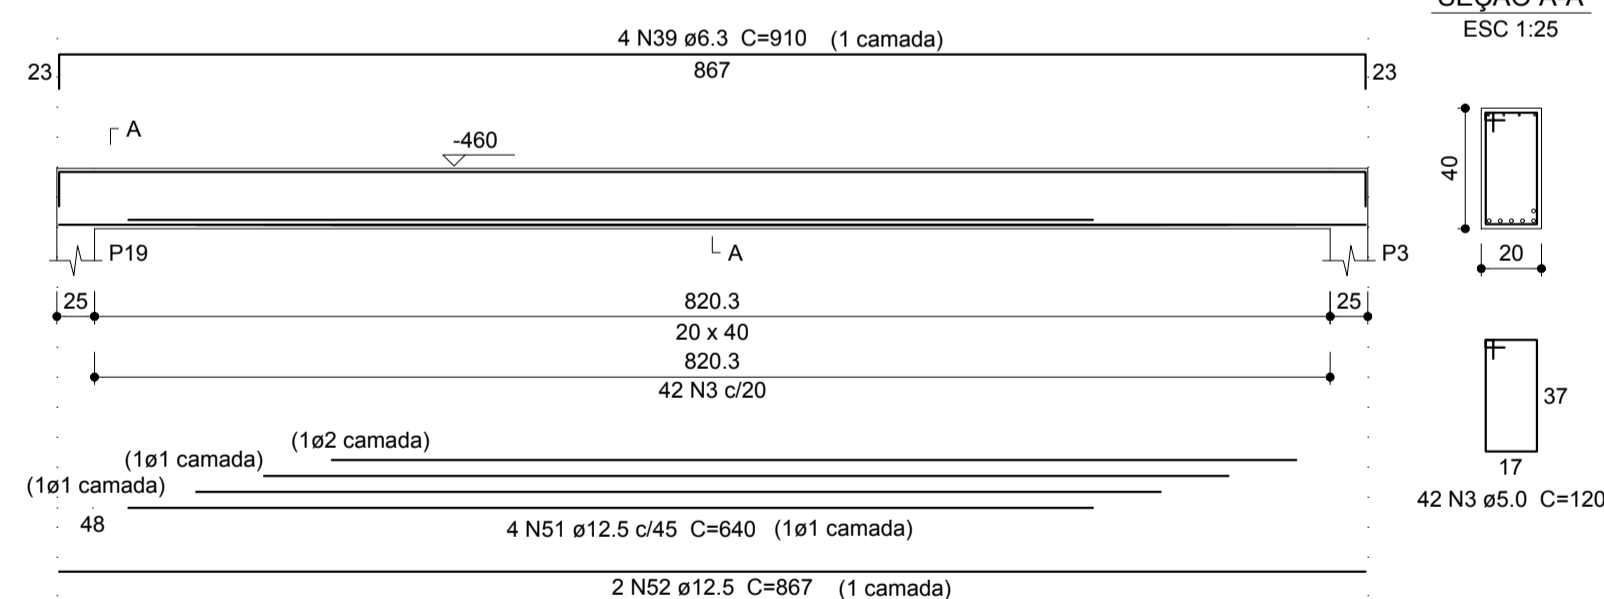 SEÇÃO A-A
ESC 1:25
4 N39 ø6.3 C=910 (1 camada)
23
867
23
A
-460
40
P19
A
P3
20
25
820.3
25
20 x 40
820.3
42 N3 c/20
37
(1ø2 camada)
(1ø1 camada)
(1ø1 camada)
17
42 N3 ø5.0 C=120
48
4 N51 ø12.5 c/45 C=640 (1ø1 camada)
2 N52 ø12.5 C=867 (1 camada)